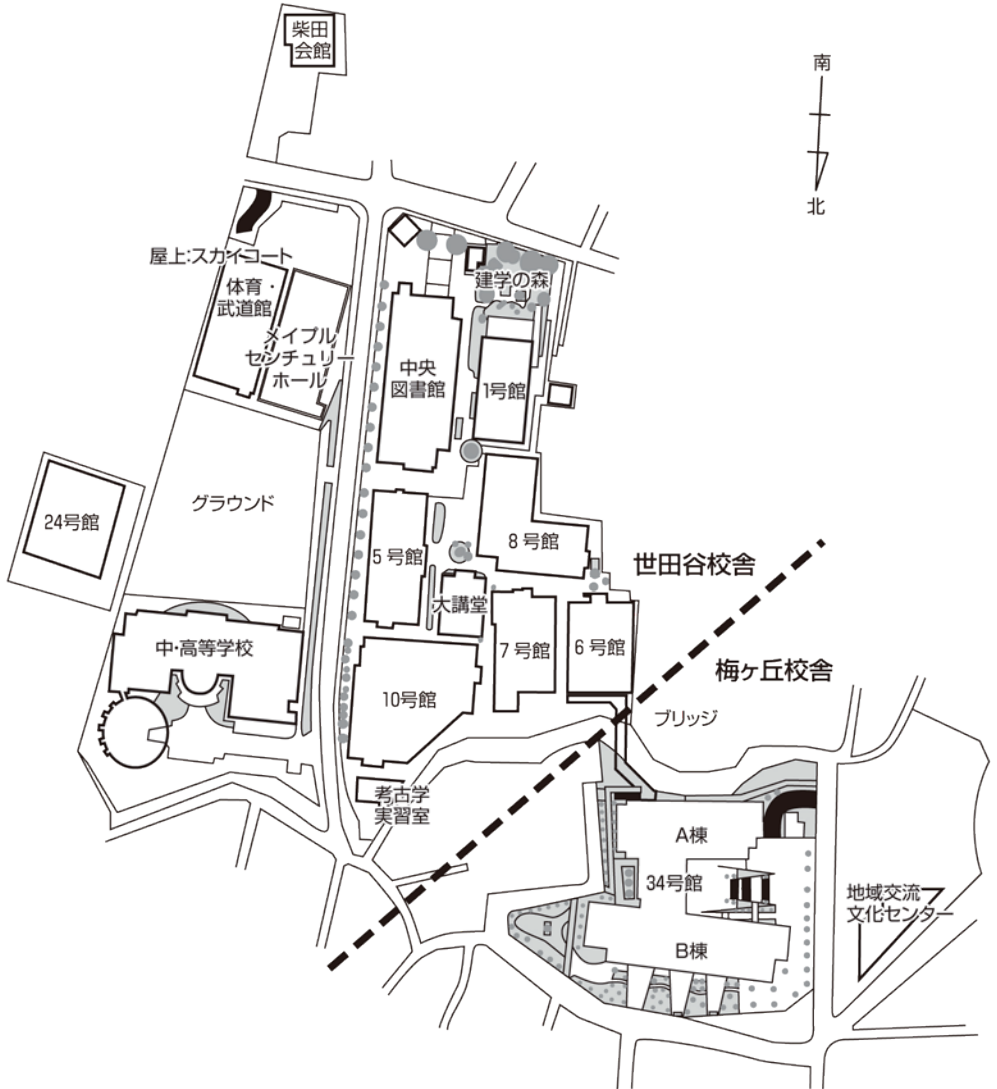 柴田
会館
南
北
屋上:スカイコート
体育・
武道館
メイプル
センチュリー
ホール
建学の森
中央
図書館
1号館
24号館
グラウンド
5号館
8号館
大講堂
世田谷校舎
中・高等学校
7号館
6号館
梅ヶ丘校舎
10号館
ブリッジ
考古学
実習室
A棟
34号館
B棟
地域交流
文化センター